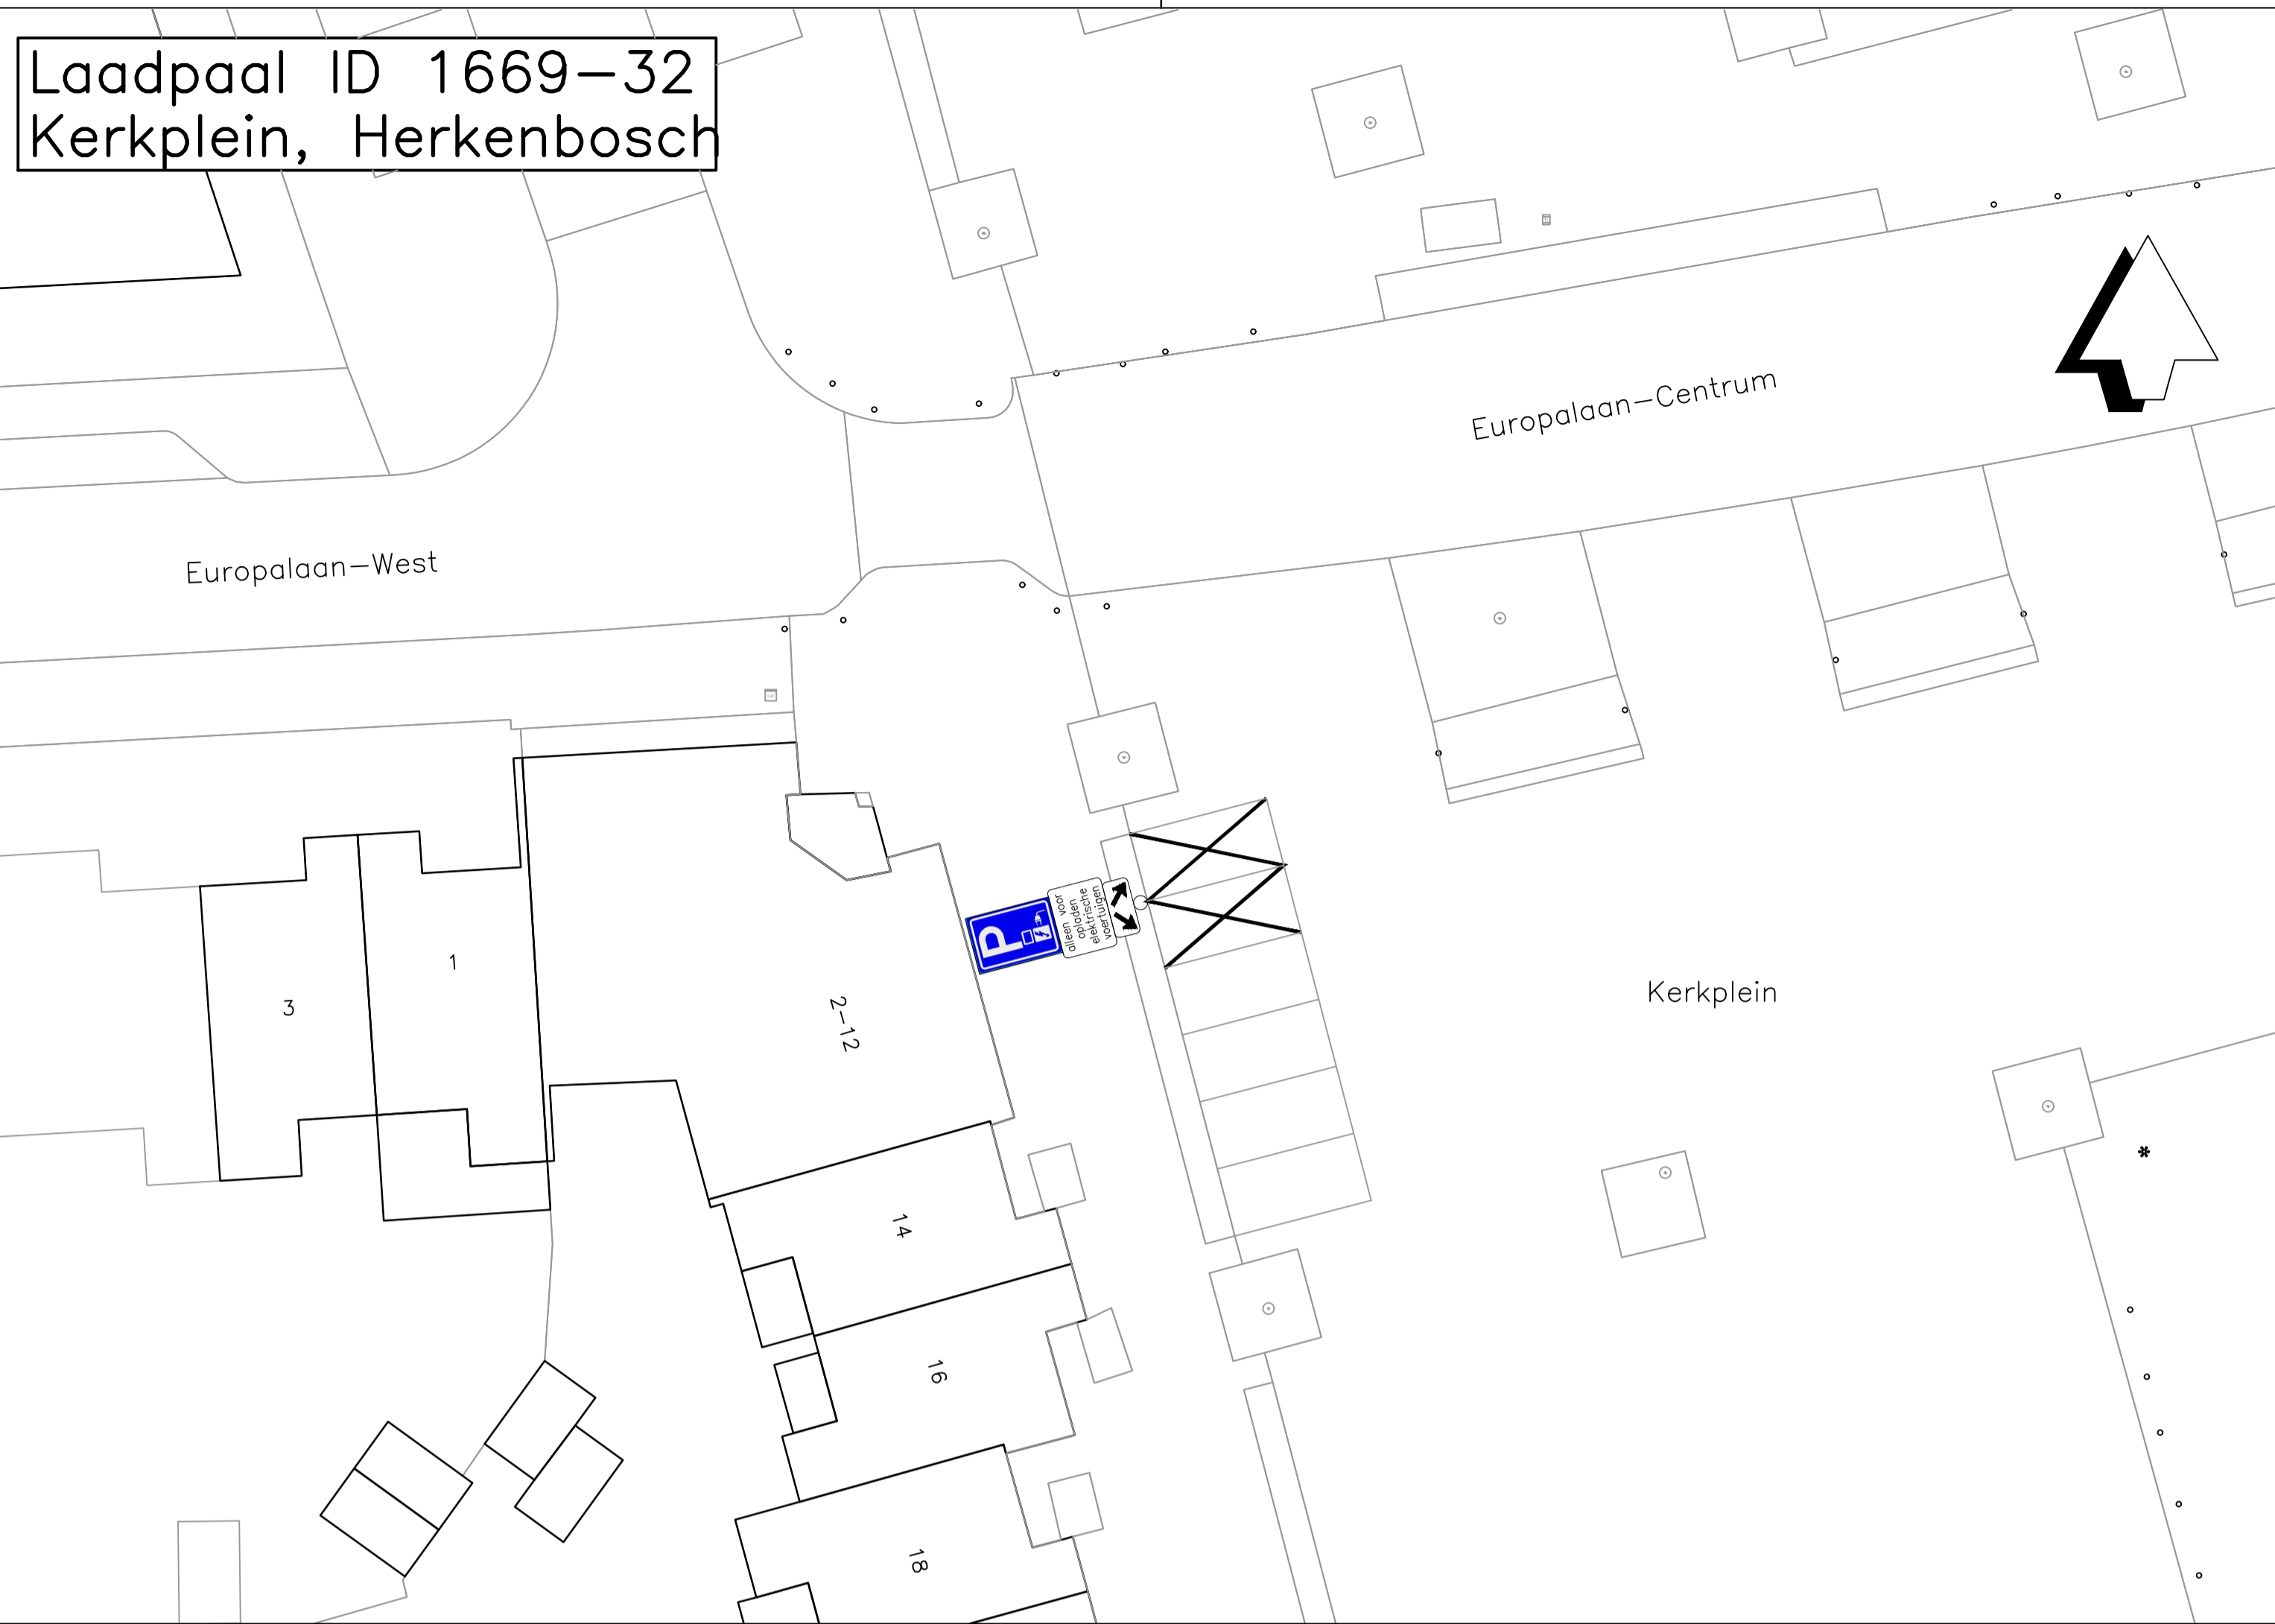 Laadpaal ID 1669-32
Kerkplein, Herkenbosch
Europalaan-Centrum
Europalaan-West
P
alleen voor
opladen
elektrische
voertuigen
1
3
2-12
Kerkplein
14
16
18